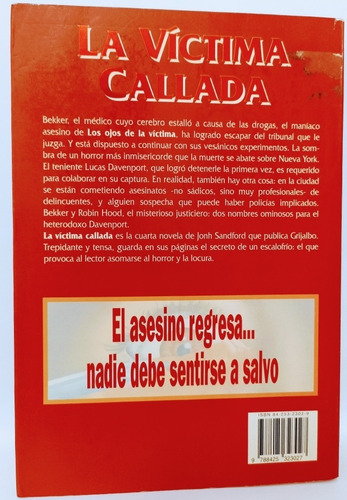 LA VÍCTIMA
CALLADA
Bekker, el médico cuyo cerebro estalló a causa de las drogas, el maníaco
asesino de Los ojos de la víctima, ha logrado escapar del tribunal que le
juzga. Y está dispuesto a continuar con sus vesánicos experimentos. La som-
bra de un horror más inmisericorde que la muerte se abate sobre Nueva York.
El teniente Lucas Davenport, que logró detenerle la primera vez, es requerido
para colaborar en su captura. En realidad, también hay otra cosa: en la ciudad
se están cometiendo asesinatos -no sádicos, sino muy profesionales- de
delincuentes, y alguien sospecha que puede haber policías implicados.
Bekker y Robin Hood, el misterioso justiciero: dos nombres ominosos para el
heterodoxo Davenport.
La víctima callada es la cuarta novela de Jonh Sandford que publica Grijalbo.
Trepidante y tensa, guarda en sus páginas el secreto de un escalofrío: el que
provoca al lector asomarse al horror y la locura.
El asesino regresa...
nadie debe sentirse a salvo
9 788425 323027